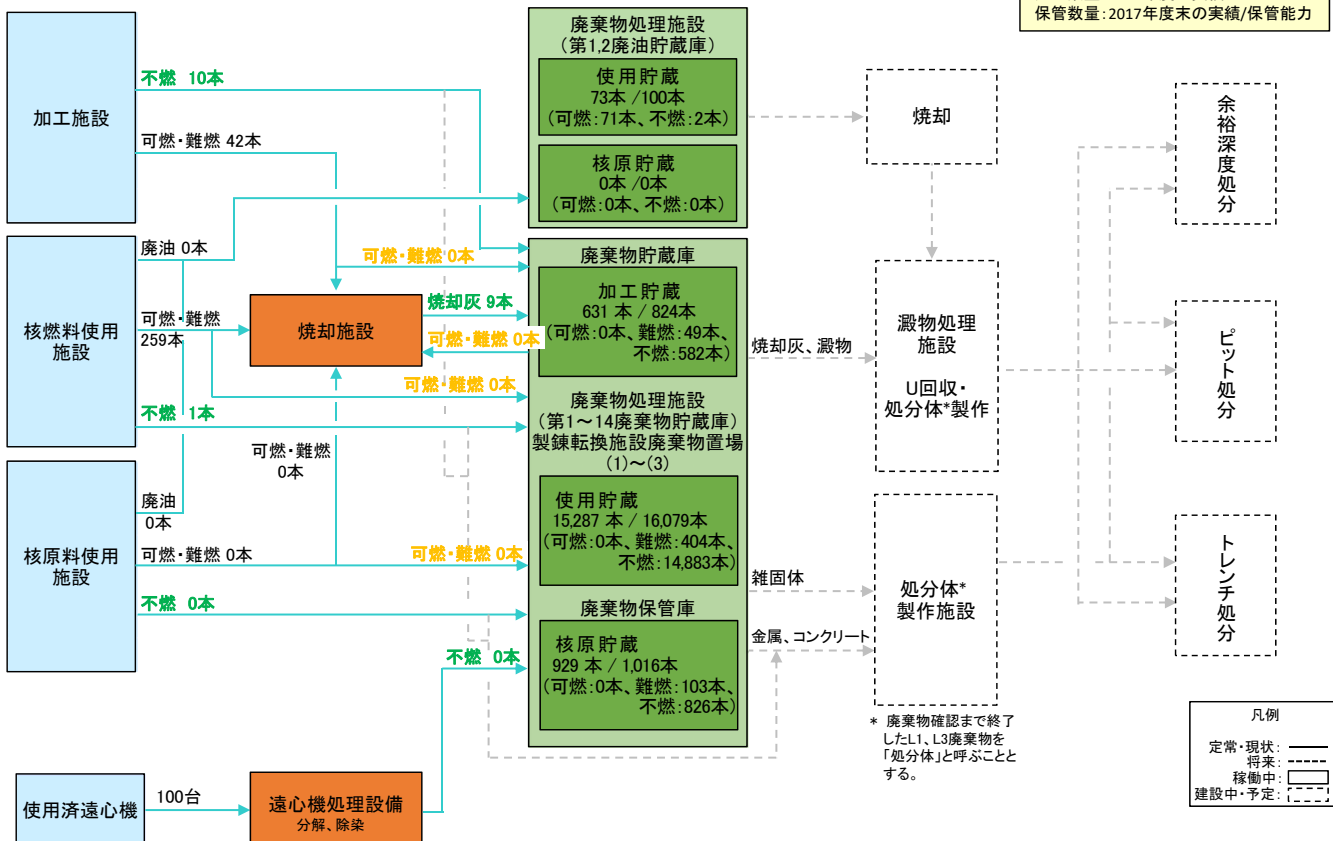 保管数量:2017年度末の実績/保管能力
加工施設
不燃 10本
可燃・難燃 42本
核燃料使用
施設
廃油 0本
可燃・難燃
259本
不燃 1本
核原料使用
施設
廃油
0本
可燃・難燃 0本
不燃 0本
使用済遠心機
100台
遠心機処理設備
分解、除染
不燃 0本
焼却施設
可燃・難燃
0本
可燃・難燃 0本
焼却灰 9本
可燃・難燃 0本
可燃・難燃 0本
可燃・難燃 0本
廃棄物処理施設
(第1,2廃油貯蔵庫)
使用貯蔵
73本 /100本
(可燃:71本、不燃:2本)
核原貯蔵
0本 /0本
(可燃:0本、不燃:0本)
廃棄物貯蔵庫
加工貯蔵
631 本 / 824本
(可燃:0本、難燃:49本、
不燃:582本)
廃棄物処理施設
(第1～14廃棄物貯蔵庫)
製錬転換施設廃棄物置場
(1)～(3)
使用貯蔵
15,287 本 / 16,079本
(可燃:0本、難燃:404本、
不燃:14,883本)
廃棄物保管庫
核原貯蔵
929 本 / 1,016本
(可燃:0本、難燃:103本、
不燃:826本)
焼却灰、澱物
雑固体
金属、コンクリート
焼却
澱物処理
施設
U回収・
処分体*製作
処分体*
製作施設
* 廃棄物確認まで終了
したL1、L3廃棄物を
「処分体」と呼ぶことと
する。
余裕深度処分
ピット処分
トレンチ処分
凡例
定常・現状:
将来:
稼働中:
建設中・予定: